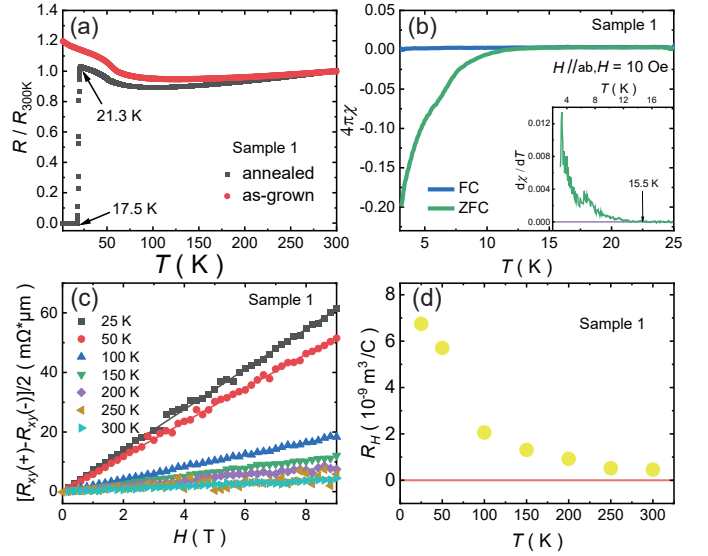 (a)
R / R300K
1.4
1.2
1.0
0.8
0.6
0.4
0.2
0.0
21.3 K
17.5 K
Sample 1
annealed
as-grown
0 50 100 150 200 250 300
T ( K )
(b)
Sample 1
4πχ
0.05
0.00
-0.05
-0.10
-0.15
-0.20
H//ab,H = 10 Oe
FC
ZFC
5 10 15 20 25
T ( K )
T ( K )
4 8 12 16
dχ / dT
0.012
0.008
0.004
0.000
15.5 K
(c)
Sample 1
[Rxy(+)-Rxy(-)]/2 ( mΩ*μm )
80
60
40
20
0
25 K
50 K
100 K
150 K
200 K
250 K
300 K
0 2 4 6 8
H ( T )
(d)
Sample 1
RH ( 10-9 m3 /C )
8
6
4
2
0
0 50 100 150 200 250 300
T ( K )